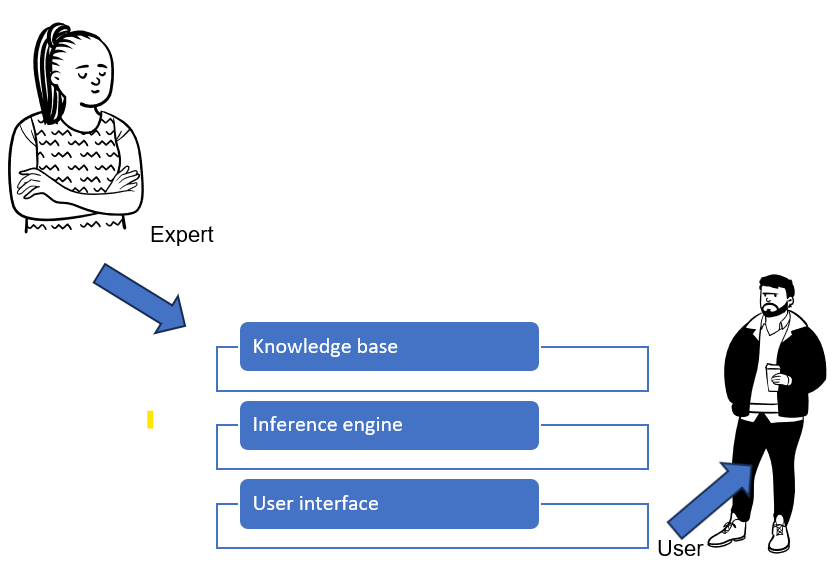 Expert
Knowledge base
Inference engine
User interface
User